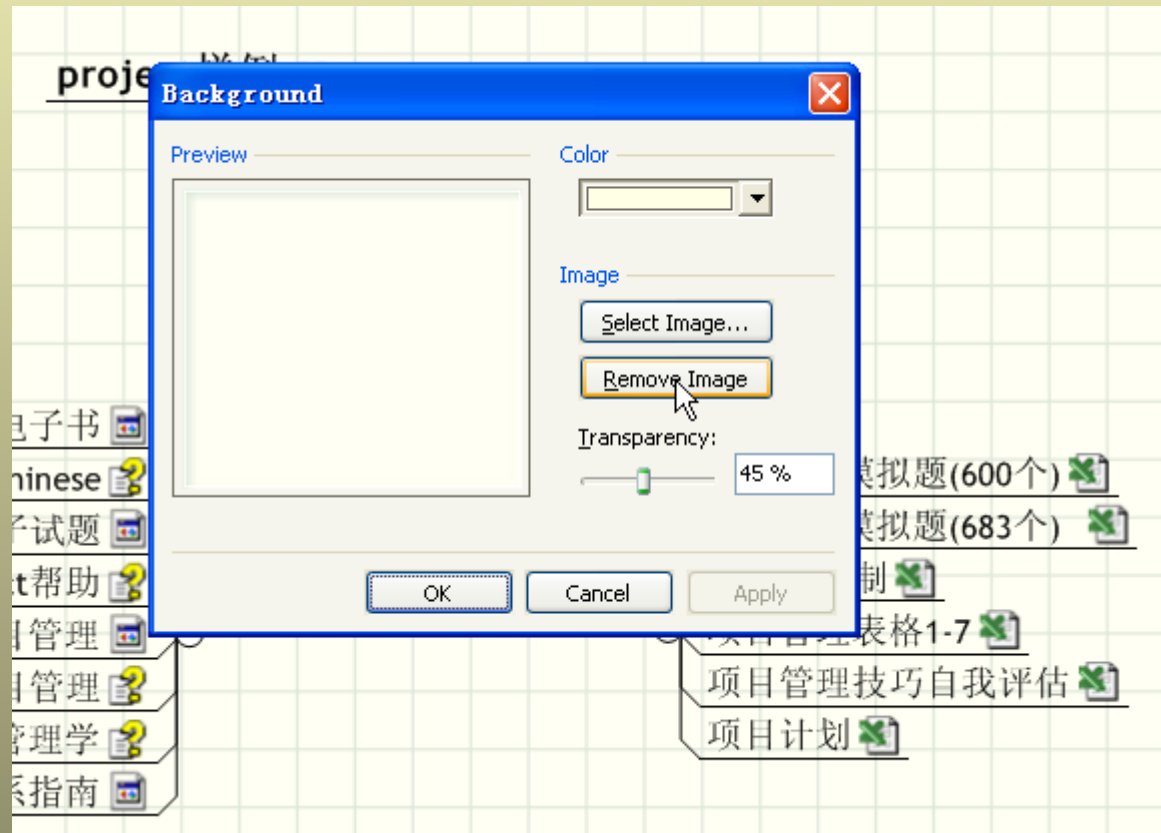 proje
Background
Preview
Color
Image
Select Image...
Remove Image
Transparency:
45 %
OK
Cancel
Apply
电子书
hinese
子试题
ct帮助
目管理
目管理
管理学
系指南
模拟题(600个)
模拟题(683个)
制
项目管理表格1-7
项目管理技巧自我评估
项目计划